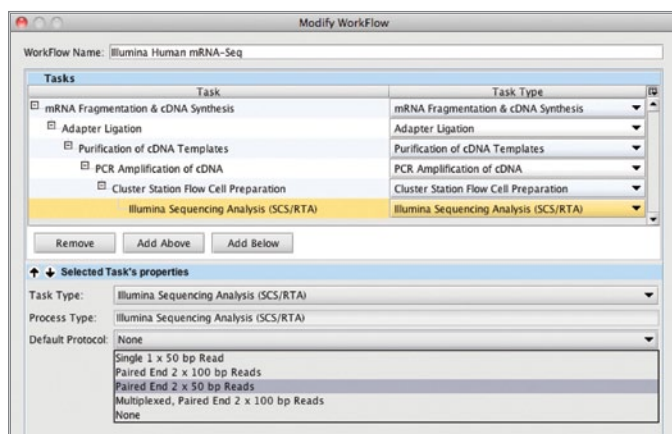 Modify WorkFlow
WorkFlow Name: Illumina Human mRNA-Seq
Tasks
Task Task Type
mRNA Fragmentation & cDNA Synthesis mRNA Fragmentation & cDNA Synthesis
Adapter Ligation Adapter Ligation
Purification of cDNA Templates Purification of cDNA Templates
PCR Amplification of cDNA PCR Amplification of cDNA
Cluster Station Flow Cell Preparation Cluster Station Flow Cell Preparation
Illumina Sequencing Analysis (SCS/RTA) Illumina Sequencing Analysis (SCS/RTA)
Remove Add Above Add Below
Selected Task's properties
Task Type: Illumina Sequencing Analysis (SCS/RTA)
Process Type: Illumina Sequencing Analysis (SCS/RTA)
Default Protocol: None
Single 1 x 50 bp Read
Paired End 2 x 100 bp Reads
Paired End 2 x 50 bp Reads
Multiplexed, Paired End 2 x 100 bp Reads
None